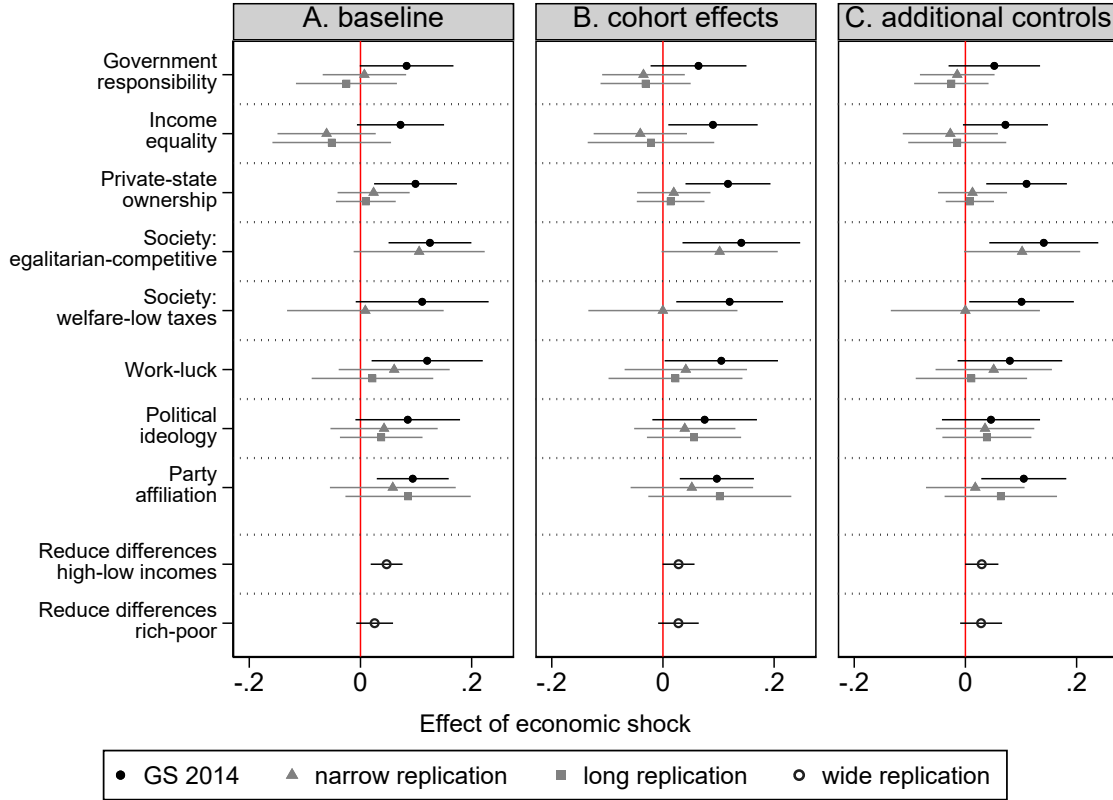 A. baseline
B. cohort effects
C. additional controls
Government
responsibility
Income
equality
Private-state
ownership
Society:
egalitarian-competitive
Society:
welfare-low taxes
Work-luck
Political
ideology
Party
affiliation
Reduce differences
high-low incomes
Reduce differences
rich-poor
-.2 0 .2
-.2 0 .2
-.2 0 .2
Effect of economic shock
GS 2014 narrow replication long replication wide replication